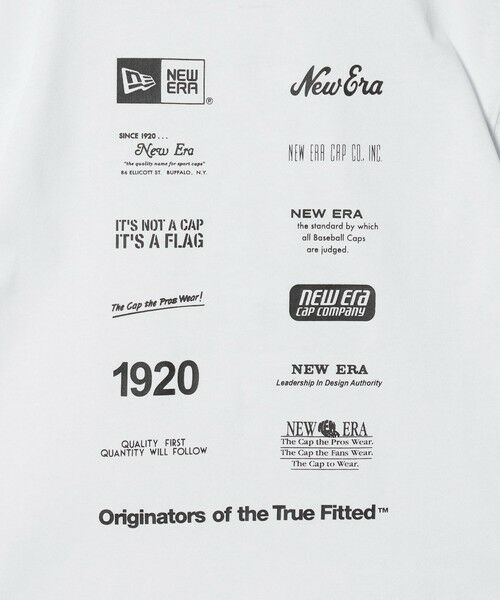 NEW
ERA®
New Era
SINCE 1920...
New Era
"the quality name for sport caps"
86 ELLICOTT ST. BUFFALO, N.Y.
NEW ERA CAP CO., INC.
IT'S NOT A CAP
IT'S A FLAG
NEW ERA
the standard by which
all Baseball Caps
are judged.
The Cap the Pros Wear!
new era
cap company
1920
NEW ERA
Leadership In Design Authority
QUALITY FIRST
QUANTITY WILL FOLLOW
NEW ERA
The Cap the Pros Wear.
The Cap the Fans Wear.
The Cap to Wear.
Originators of the True Fitted™